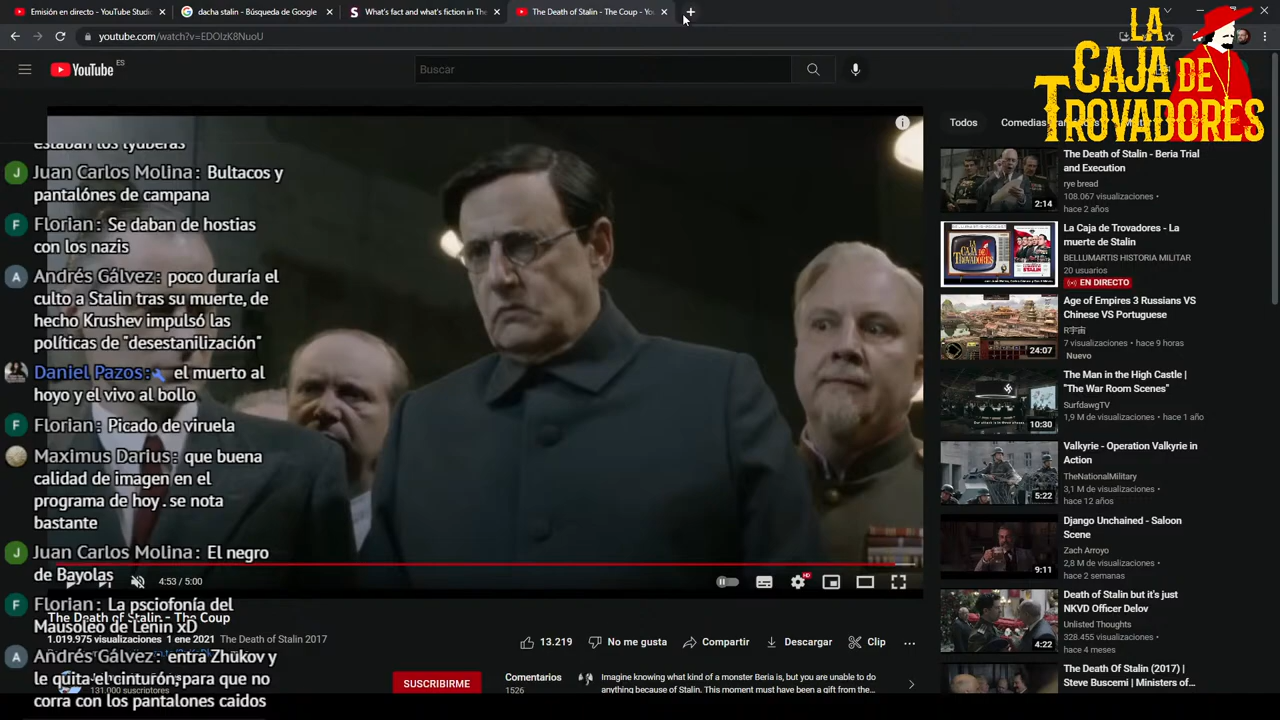 Emisión en directo - YouTube Studio
dacha stalin - Búsqueda de Google
What's fact and what's fiction in The
The Death of Stalin - The Coup - You
youtube.com/watch?v=EDOIzK8NuoU
YouTube ES
Buscar
LA
CAJA DE
TROVADORES
Todos
Comedias
Juan Carlos Molina: Bultacos y
pantalónes de campana
Florian: Se daban de hostias
con los nazis
Andrés Gálvez: poco duraría el
culto a Stalin tras su muerte, de
hecho Krushev impulsó las
políticas de "desestanilización"
Daniel Pazos: el muerto al
hoyo y el vivo al bollo
Florian: Picado de viruela
Maximus Darius: que buena
calidad de imagen en el
programa de hoy . se nota
bastante
Juan Carlos Molina: El negro
de Bayolas
Florian: La psciofonía del
Mausoleo de Lenin xD
Andrés Gálvez: entra Zhúkov y
le quita el cinturón para que no
corra con los pantalones caídos
4:53 / 5:00
HD
The Death of Stalin - The Coup
1.019.975 visualizaciones 1 ene 2021 The Death of Stalin 2017
13.219
No me gusta
Compartir
Descargar
Clip
131.000 suscriptores
SUSCRIBIRME
Comentarios
1526
Imagine knowing what kind of a monster Beria is, but you are unable to do
anything because of Stalin. This moment must have been a gift from the...
The Death of Stalin - Beria Trial
and Execution
rye bread
108.067 visualizaciones •
hace 2 años
2:14
La Caja de Trovadores - La
muerte de Stalin
BELLUMARTIS HISTORIA MILITAR
20 usuarios
EN DIRECTO
Age of Empires 3 Russians VS
Chinese VS Portuguese
R宇宙
7 visualizaciones • hace 9 horas
Nuevo
24:07
The Man in the High Castle |
"The War Room Scenes"
SurfdawgTV
1,9 M de visualizaciones • hace 1 año
10:30
Valkyrie - Operation Valkyrie in
Action
TheNationalMilitary
3,1 M de visualizaciones •
hace 12 años
5:22
Django Unchained - Saloon
Scene
Zach Arroyo
2,8 M de visualizaciones •
hace 2 semanas
9:11
Death of Stalin but it's just
NKVD Officer Delov
Unlisted Thoughts
328.455 visualizaciones •
hace 4 meses
4:22
The Death Of Stalin (2017) |
Steve Buscemi | Ministers of...